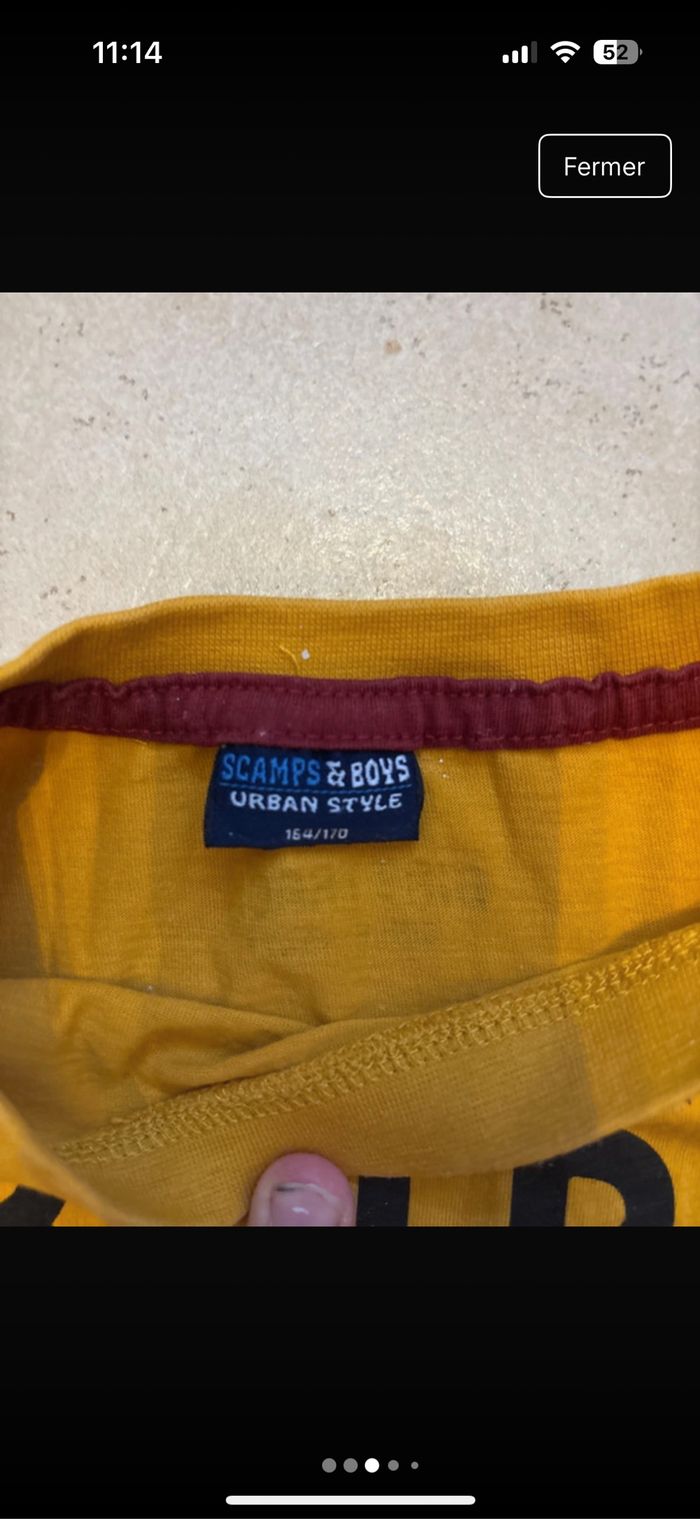 11:14
52
Fermer
SCAMPS & BOYS
URBAN STYLE
164/170